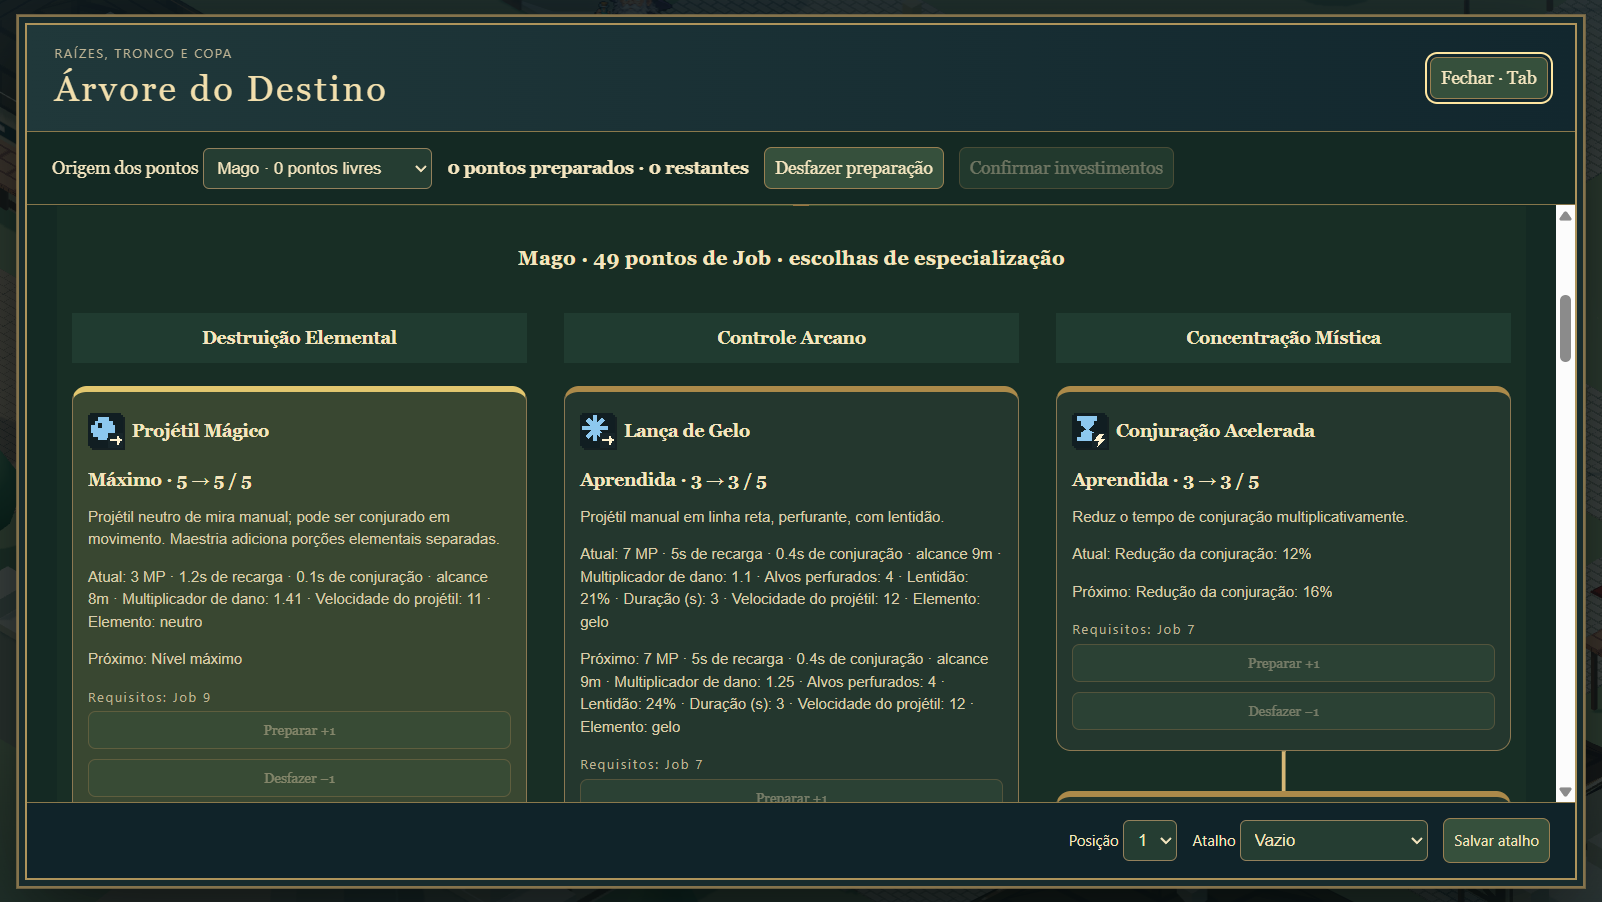 RAÍZES, TRONCO E COPA
Árvore do Destino
Fechar · Tab
Origem dos pontos
Mago · 0 pontos livres
0 pontos preparados · 0 restantes
Desfazer preparação
Confirmar investimentos
Mago · 49 pontos de Job · escolhas de especialização
Destruição Elemental
Projétil Mágico
Máximo · 5 → 5 / 5
Projétil neutro de mira manual; pode ser conjurado em
movimento. Maestria adiciona porções elementais separadas.
Atual: 3 MP · 1.2s de recarga · 0.1s de conjuração · alcance
8m · Multiplicador de dano: 1.41 · Velocidade do projétil: 11 ·
Elemento: neutro
Próximo: Nível máximo
Requisitos: Job 9
Preparar +1
Desfazer −1
Controle Arcano
Lança de Gelo
Aprendida · 3 → 3 / 5
Projétil manual em linha reta, perfurante, com lentidão.
Atual: 7 MP · 5s de recarga · 0.4s de conjuração · alcance 9m ·
Multiplicador de dano: 1.1 · Alvos perfurados: 4 · Lentidão:
21% · Duração (s): 3 · Velocidade do projétil: 12 · Elemento:
gelo
Próximo: 7 MP · 5s de recarga · 0.4s de conjuração · alcance
9m · Multiplicador de dano: 1.25 · Alvos perfurados: 4 ·
Lentidão: 24% · Duração (s): 3 · Velocidade do projétil: 12 ·
Elemento: gelo
Requisitos: Job 7
Preparar +1
Concentração Mística
Conjuração Acelerada
Aprendida · 3 → 3 / 5
Reduz o tempo de conjuração multiplicativamente.
Atual: Redução da conjuração: 12%
Próximo: Redução da conjuração: 16%
Requisitos: Job 7
Preparar +1
Desfazer −1
Posição
1
Atalho
Vazio
Salvar atalho